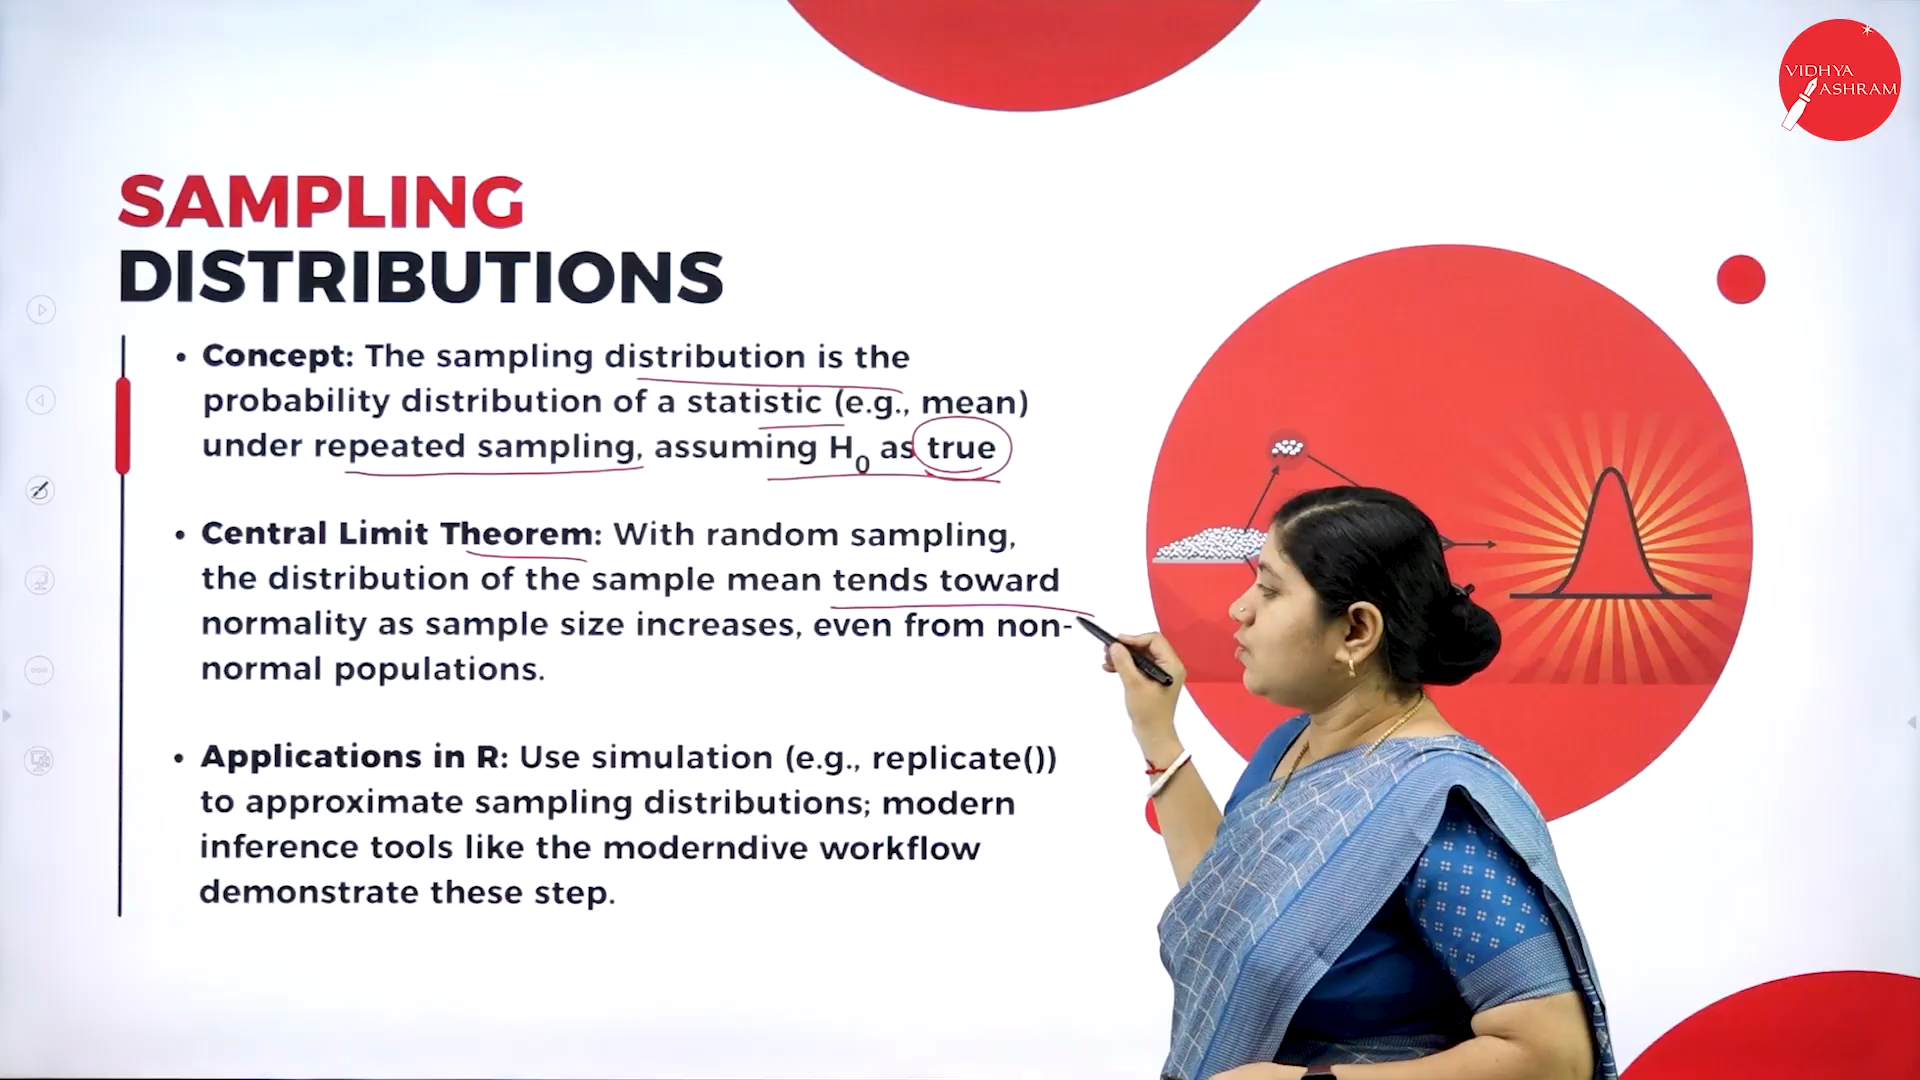 VIDHYA
ASHRAM
SAMPLING
DISTRIBUTIONS
• Concept: The sampling distribution is the
probability distribution of a statistic (e.g., mean)
under repeated sampling, assuming H₀ as true
• Central Limit Theorem: With random sampling,
the distribution of the sample mean tends toward
normality as sample size increases, even from non-
normal populations.
• Applications in R: Use simulation (e.g., replicate())
to approximate sampling distributions; modern
inference tools like the moderndive workflow
demonstrate these step.